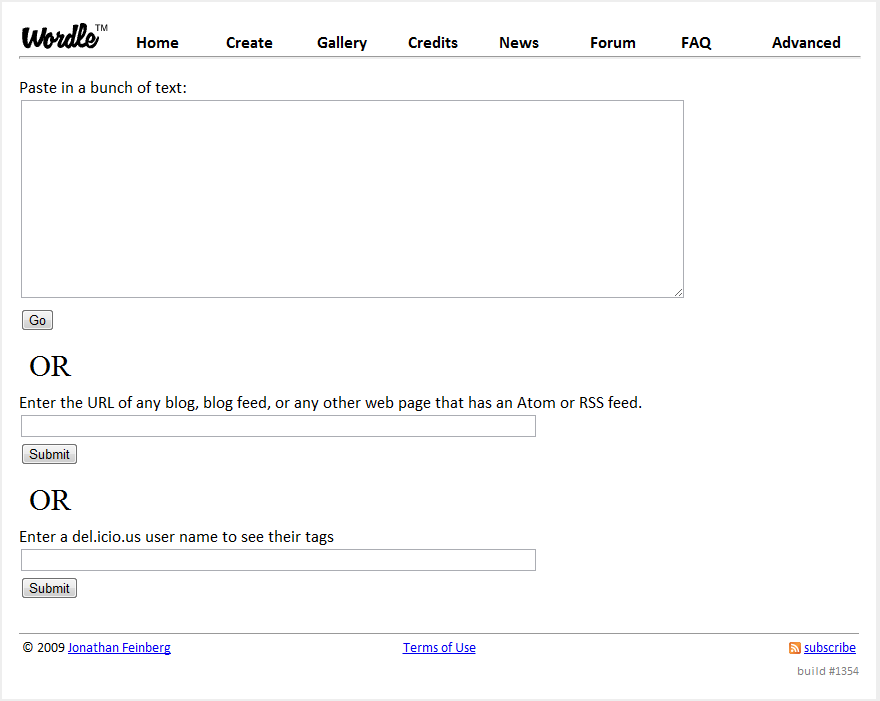 Wordle™ Home Create Gallery Credits News Forum FAQ Advanced
Paste in a bunch of text:
Go
OR
Enter the URL of any blog, blog feed, or any other web page that has an Atom or RSS feed.
Submit
OR
Enter a del.icio.us user name to see their tags
Submit
© 2009 Jonathan Feinberg Terms of Use subscribe
build #1354